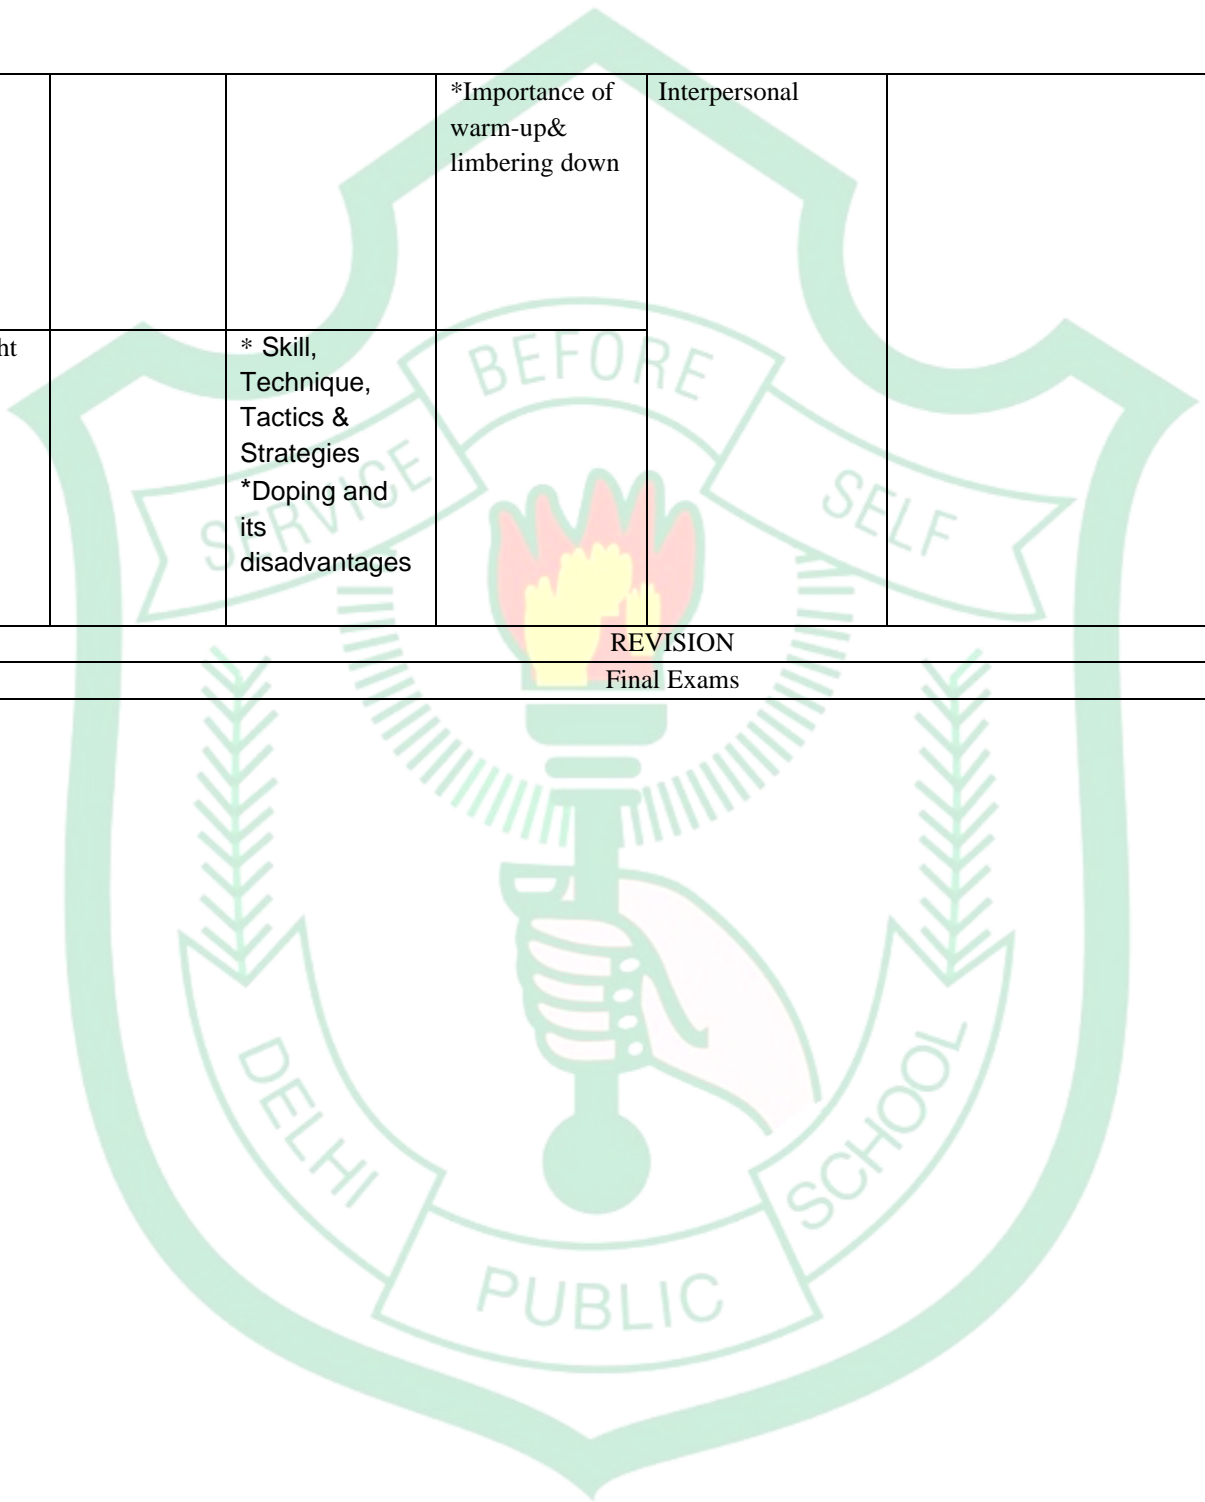 *Importance of
warm-up&
limbering down
Interpersonal
ht
* Skill,
Technique,
Tactics &
Strategies
*Doping and
its
disadvantages
REVISION
Final Exams
SERVICE BEFORE SELF
DELHI PUBLIC SCHOOL